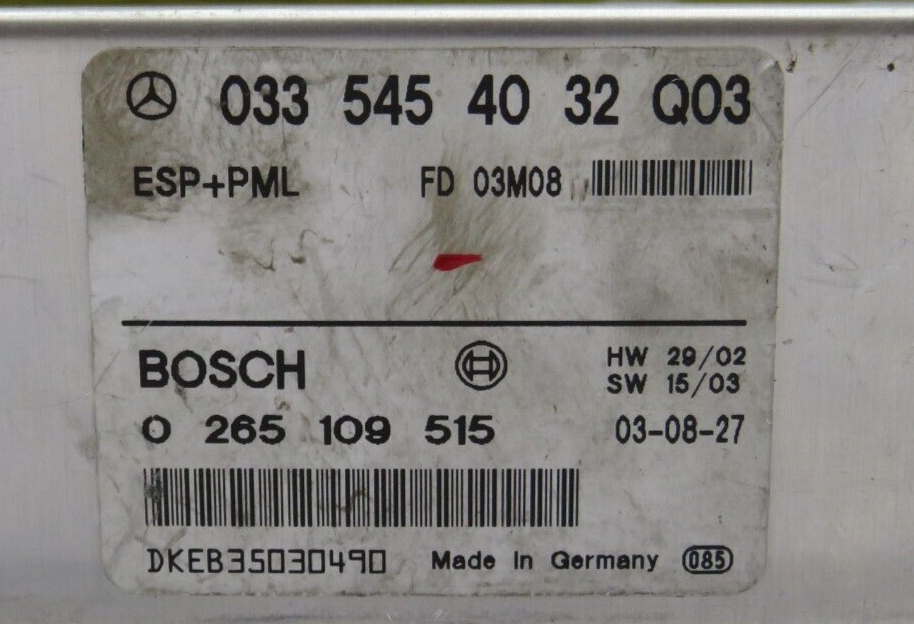 033 545 40 32 Q03
ESP+PML FD 03M08
BOSCH HW 29/02
SW 15/03
0 265 109 515 03-08-27
DKEB35030490 Made in Germany 085